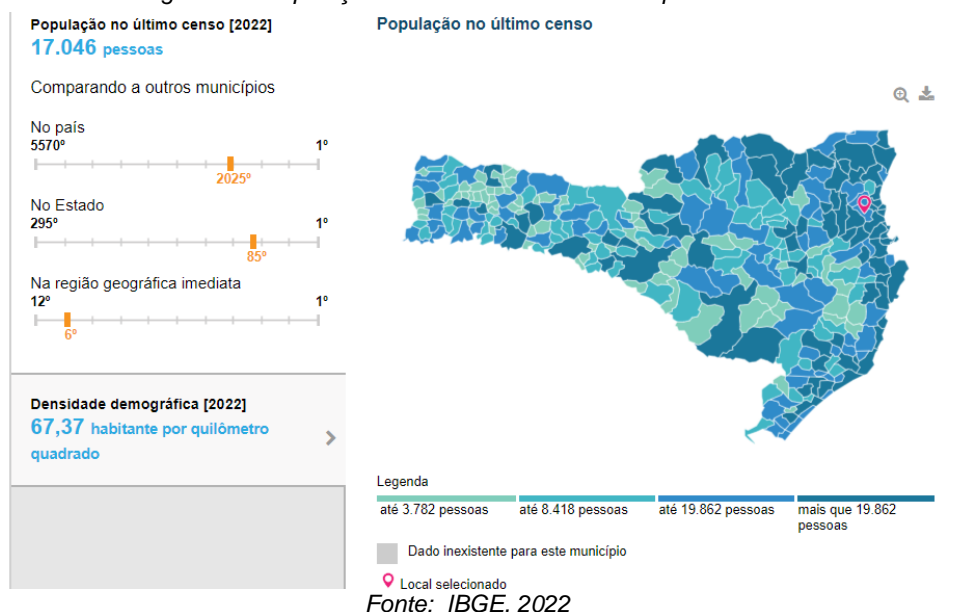 População no último censo [2022]
17.046 pessoas
Comparando a outros municípios
No país
5570º 1º
2025º
No Estado
295º 1º
85º
Na região geográfica imediata
12º 1º
6º
Densidade demográfica [2022]
67,37 habitante por quilômetro
quadrado
População no último censo
Legenda
até 3.782 pessoas até 8.418 pessoas até 19.862 pessoas mais que 19.862
pessoas
Dado inexistente para este município
Local selecionado
Fonte: IBGE. 2022